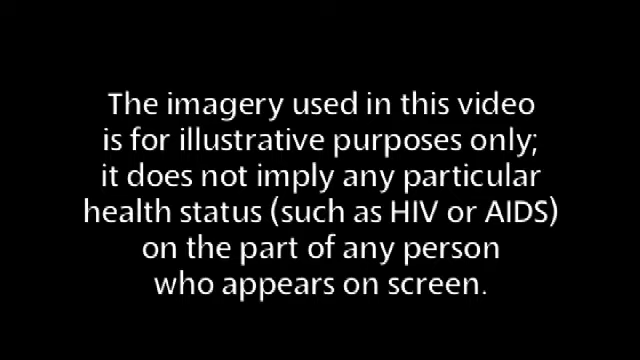 The imagery used in this video
is for illustrative purposes only;
it does not imply any particular
health status (such as HIV or AIDS)
on the part of any person
who appears on screen.